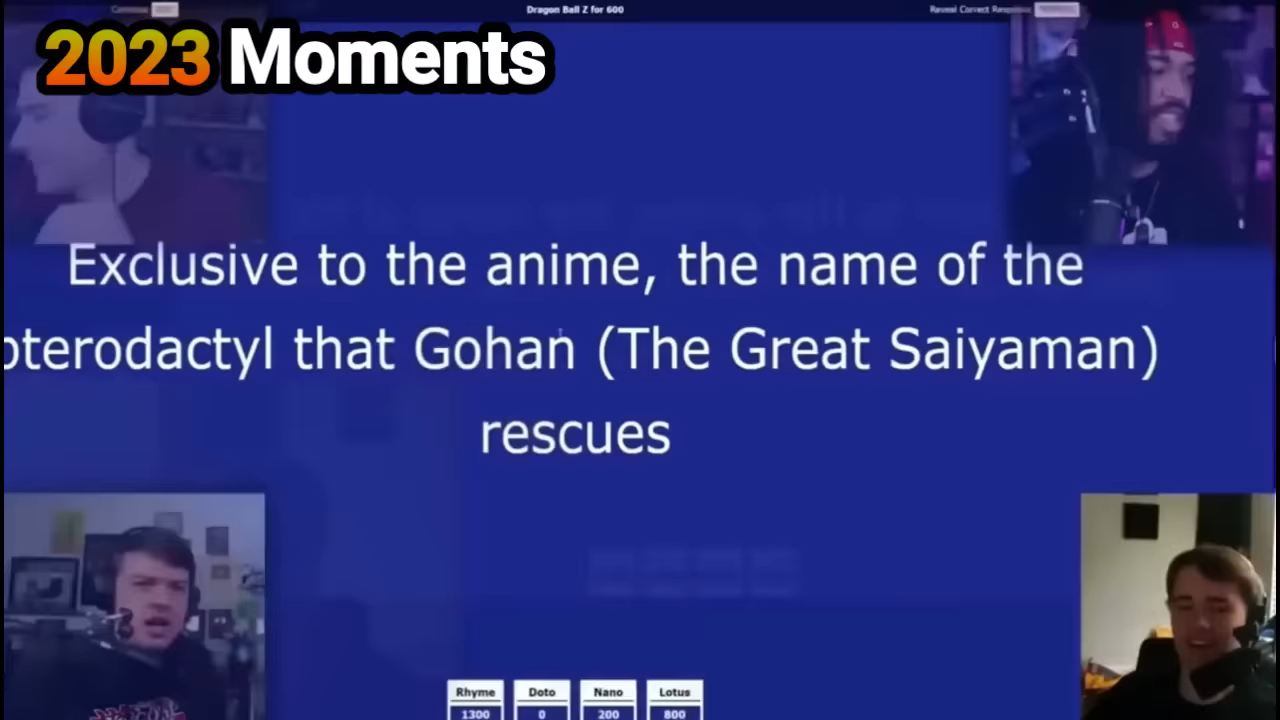 Dragon Ball Z for 600
Reveal Correct Response
2023 Moments
Exclusive to the anime, the name of the
pterodactyl that Gohan (The Great Saiyaman)
rescues
Rhyme Doto Nano Lotus
1300 0 200 800